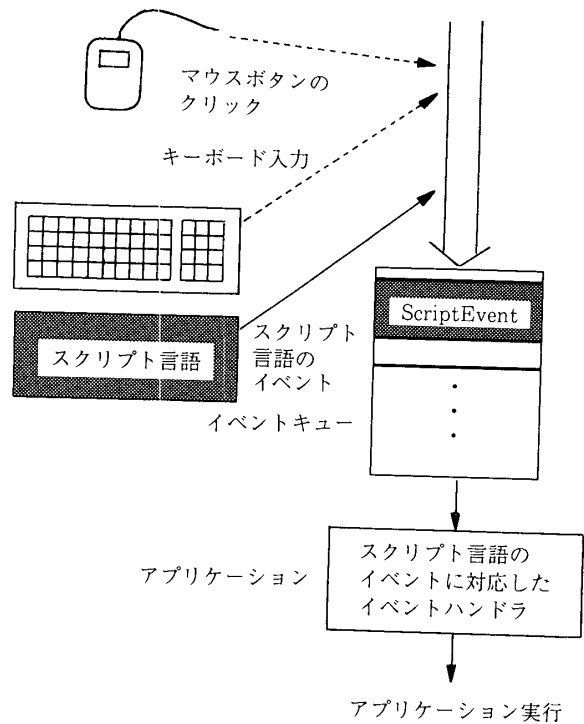 マウスボタンの
クリック
キーボード入力
ScriptEvent
スクリプト言語
スクリプト
言語の
イベント
イベントキュー
アプリケーション
スクリプト言語の
イベントに対応した
イベントハンドラ
アプリケーション実行